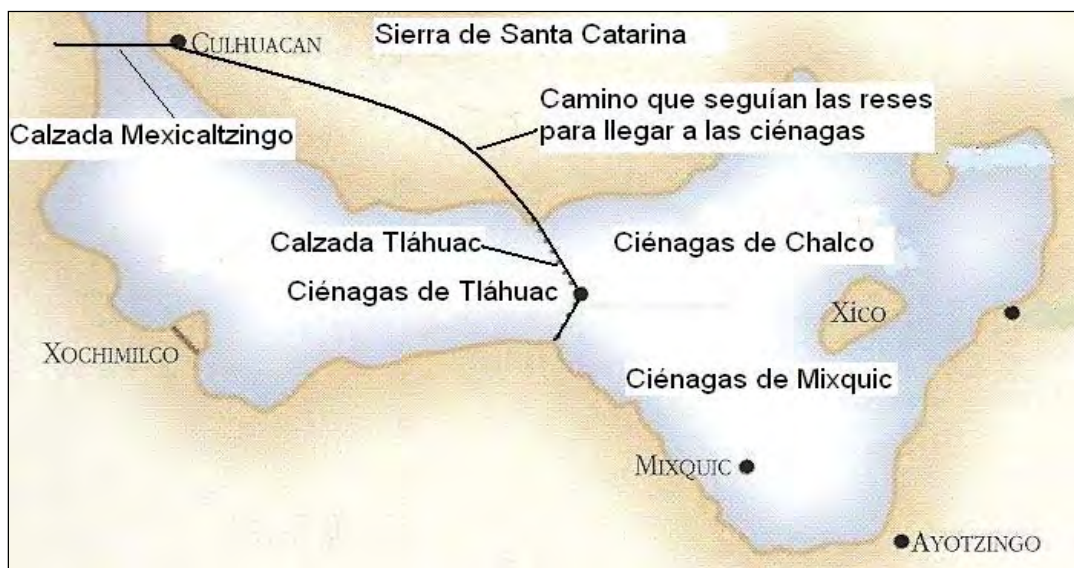 CULHUACAN
Sierra de Santa Catarina
Camino que seguían las reses
para llegar a las ciénagas
Calzada Mexicaltzingo
Calzada Tláhuac
Ciénagas de Chalco
Ciénagas de Tláhuac
XICO
XOCHIMILCO
Ciénagas de Mixquic
MIXQUIC
AYOTZINGO